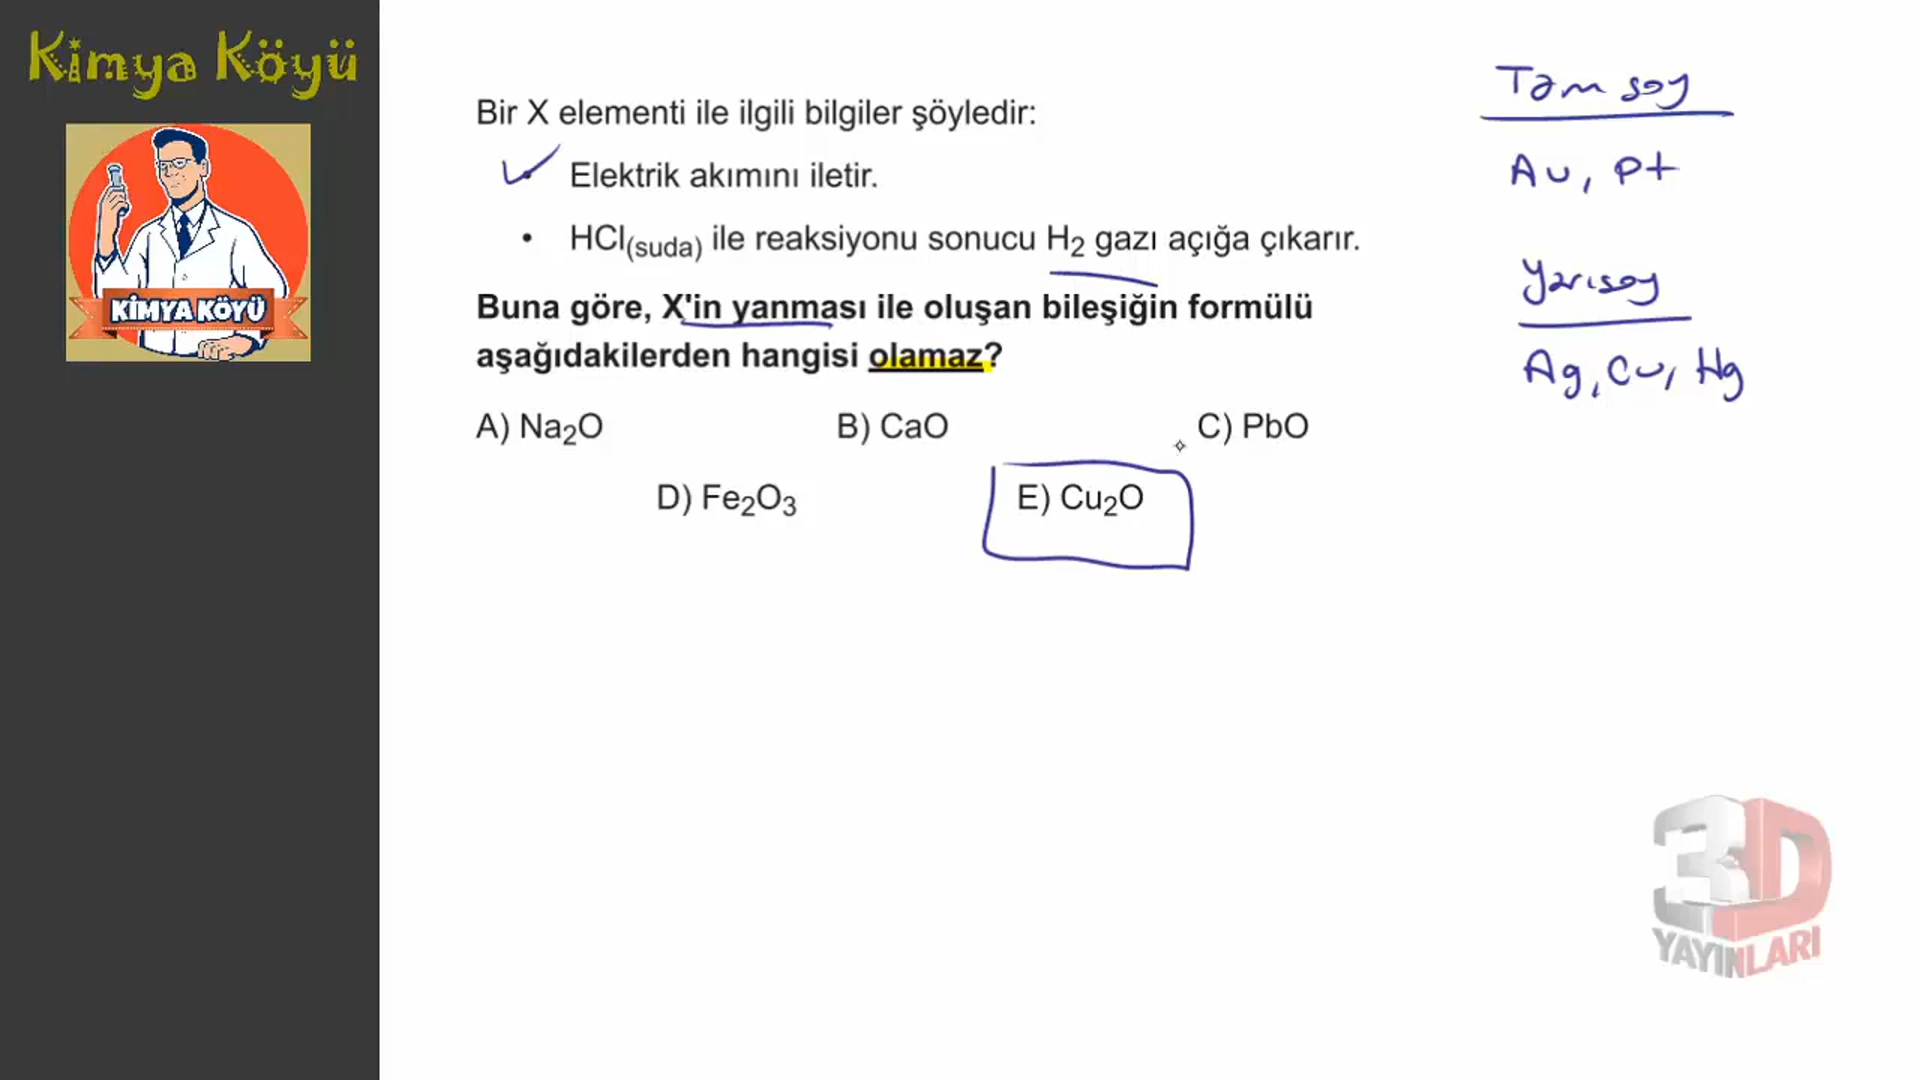 Kimya Köyü
KİMYA KÖYÜ
Bir X elementi ile ilgili bilgiler şöyledir:
Elektrik akımını iletir.
• HCl(suda) ile reaksiyonu sonucu H2 gazı açığa çıkarır.
Buna göre, X'in yanması ile oluşan bileşiğin formülü
aşağıdakilerden hangisi olamaz?
A) Na2O B) CaO C) PbO
D) Fe2O3 E) Cu2O
Tam soy
Au, Pt
Yarısoy
Ag, Cu, Hg
3D
YAYINLARI